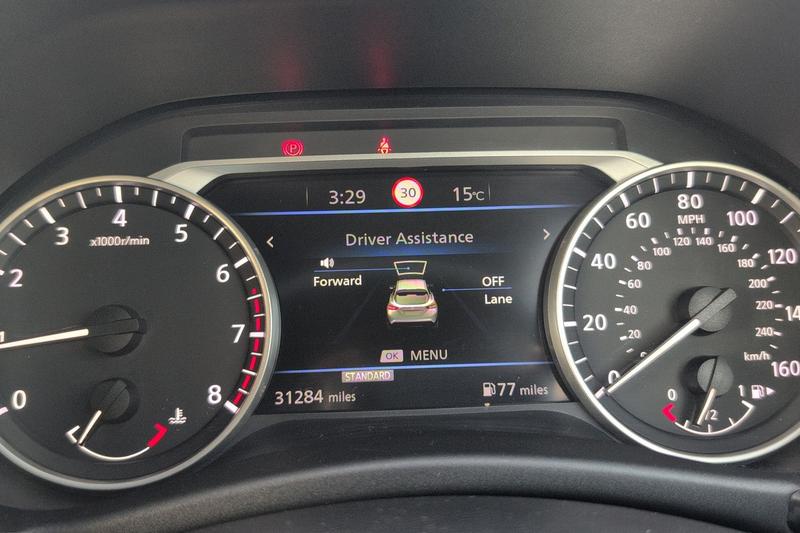 P
3:29 30 15°C
Driver Assistance
Forward
OFF
Lane
OK MENU
STANDARD
31284 miles
77 miles
0 1 2 3 4 5 6 7 8
x1000r/min
0 20 40 60 80 100 120 160
MPH
20 40 60 80 100 120 140 160 180 200 220 240
km/h
0 1/2 1